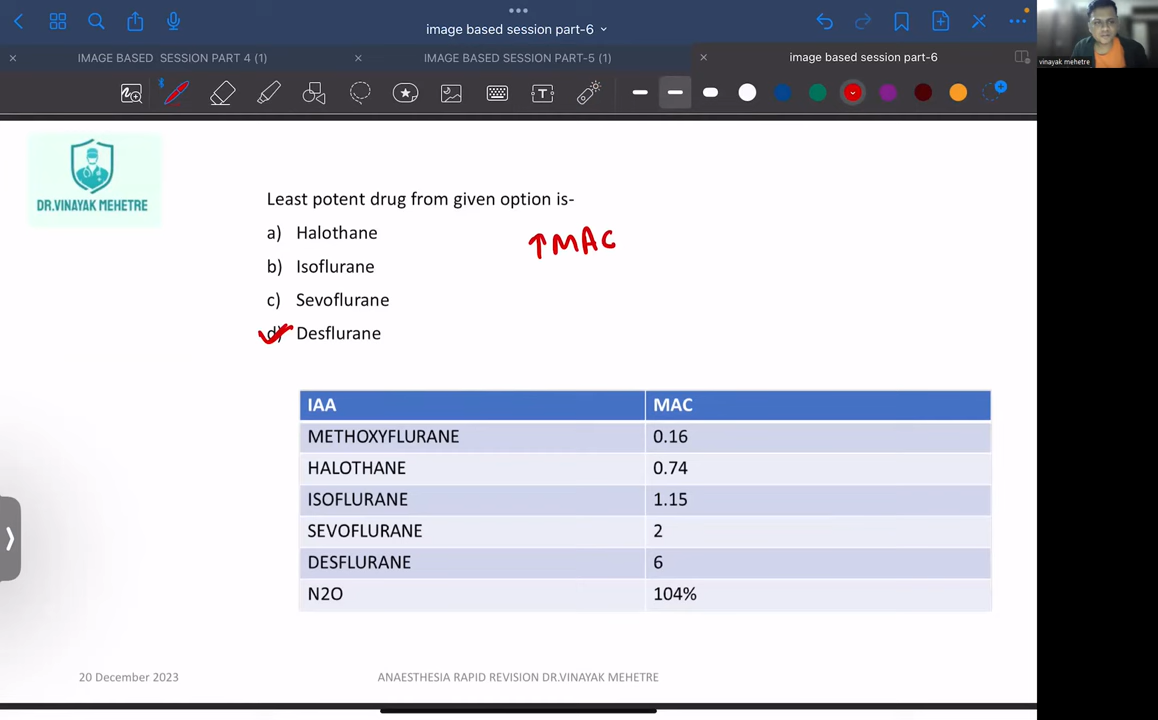 image based session part-6
IMAGE BASED SESSION PART 4 (1)
IMAGE BASED SESSION PART-5 (1)
image based session part-6
vinayak mehetre
DR.VINAYAK MEHETRE
Least potent drug from given option is-
a) Halothane
↑MAC
b) Isoflurane
c) Sevoflurane
d) Desflurane
IAA MAC
METHOXYFLURANE 0.16
HALOTHANE 0.74
ISOFLURANE 1.15
SEVOFLURANE 2
DESFLURANE 6
N2O 104%
20 December 2023
ANAESTHESIA RAPID REVISION DR.VINAYAK MEHETRE